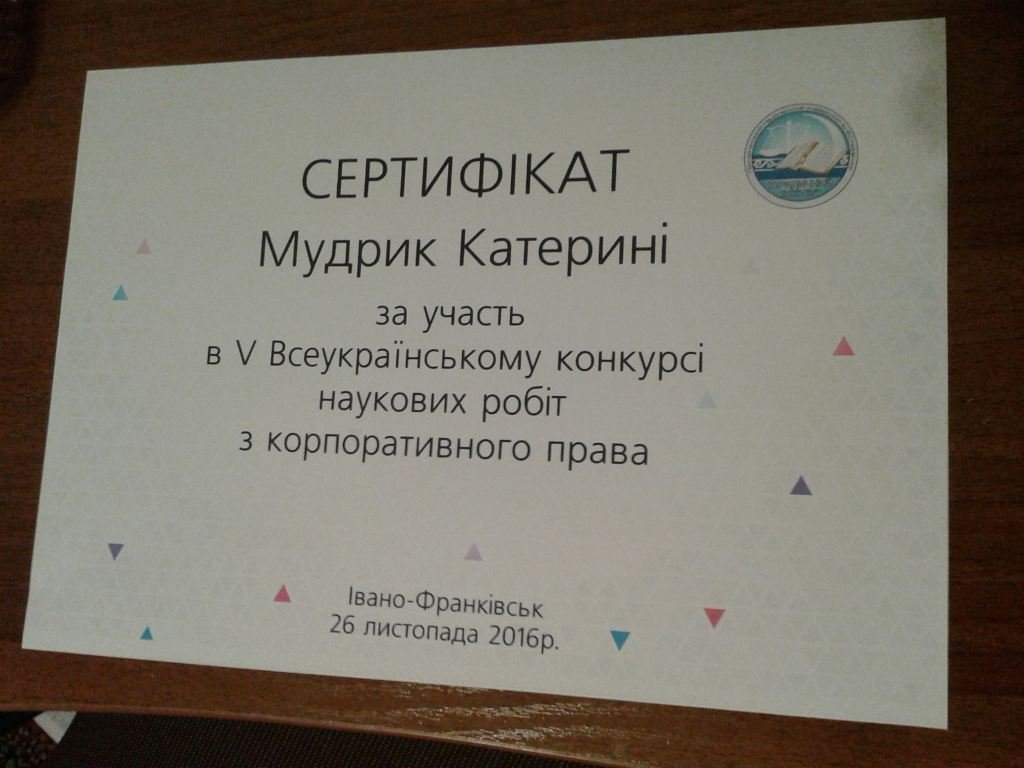 СЕРТИФІКАТ
Мудрик Катерині
за участь
в V Всеукраїнському конкурсі
наукових робіт
з корпоративного права
Івано-Франківськ
26 листопада 2016р.